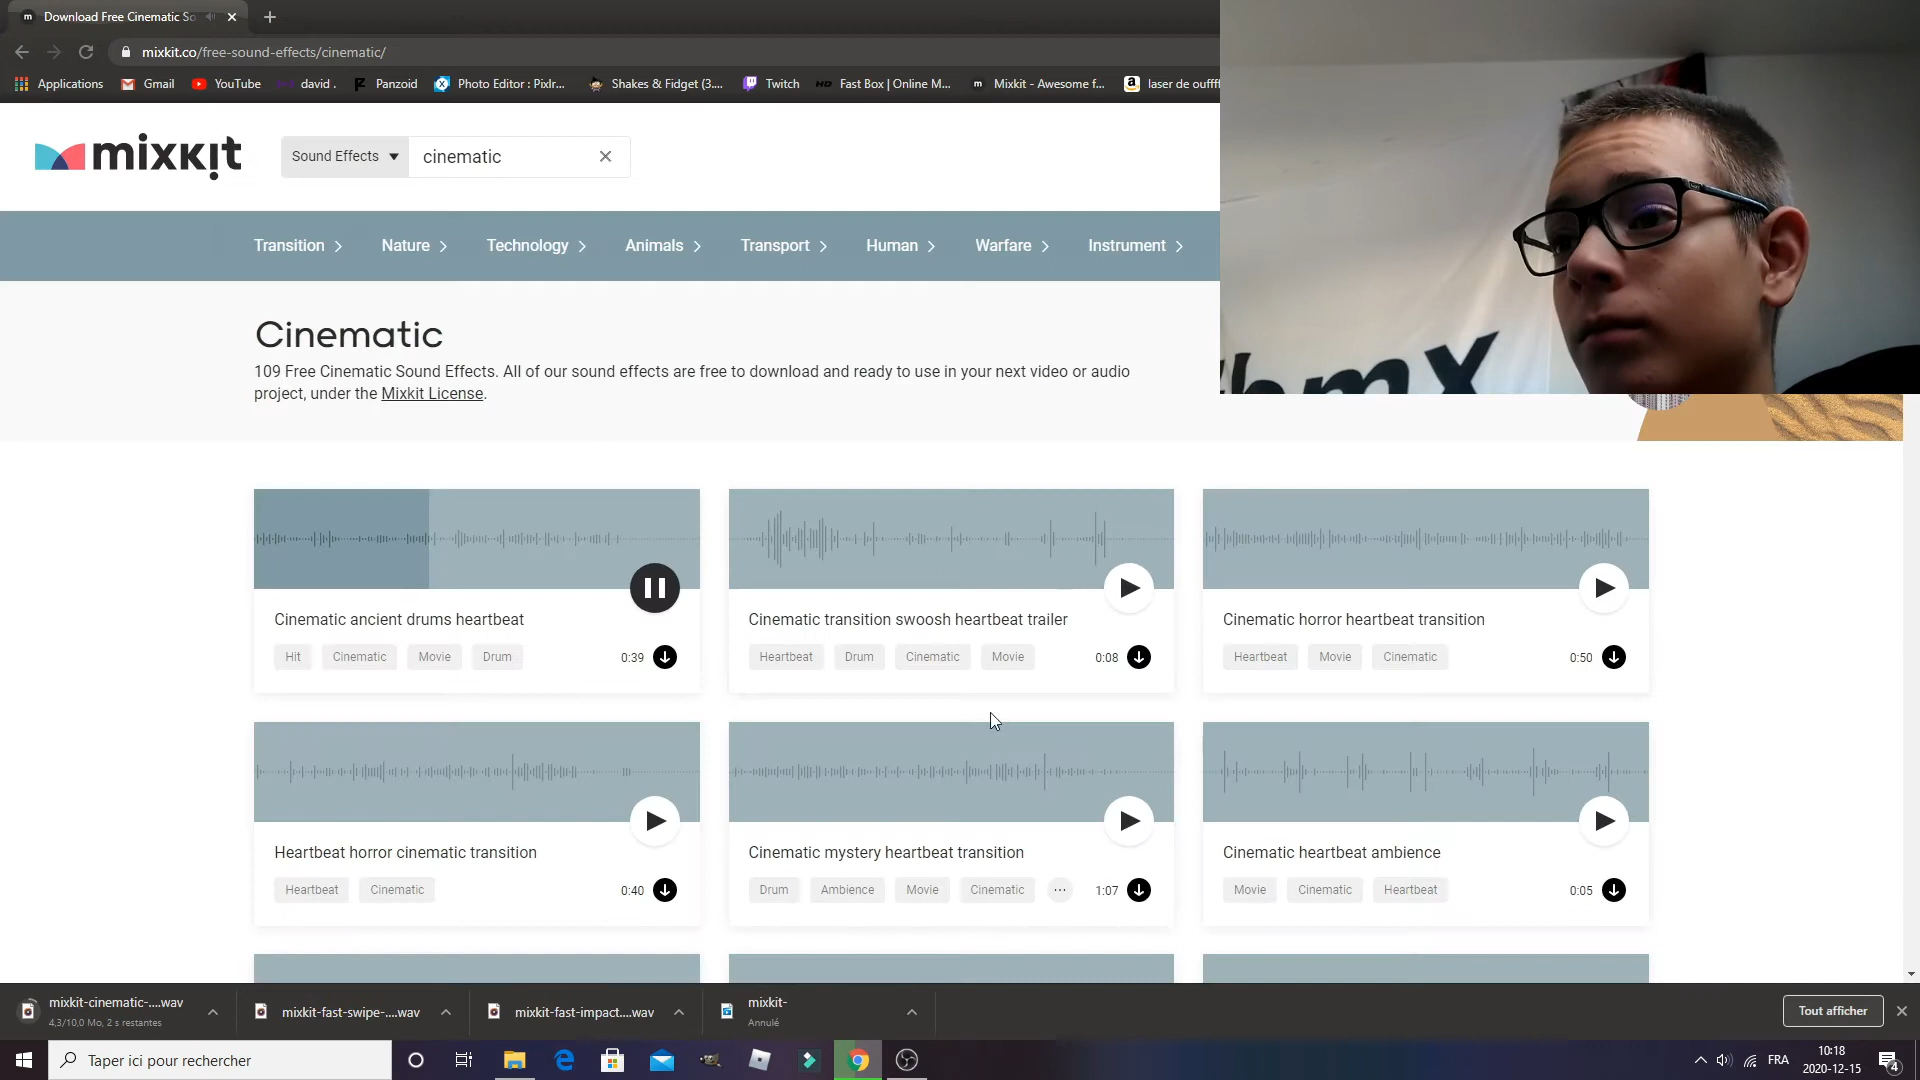 Download Free Cinematic So
mixkit.co/free-sound-effects/cinematic/
Applications Gmail YouTube david . Panzoid Photo Editor : Pixlr... Shakes & Fidget (3.... Twitch Fast Box | Online M... Mixkit - Awesome f... laser de ouffff
mixkit Sound Effects cinematic
Transition Nature Technology Animals Transport Human Warfare Instrument
Cinematic
109 Free Cinematic Sound Effects. All of our sound effects are free to download and ready to use in your next video or audio
project, under the Mixkit License.
Cinematic ancient drums heartbeat
Hit Cinematic Movie Drum 0:39
Cinematic transition swoosh heartbeat trailer
Heartbeat Drum Cinematic Movie 0:08
Cinematic horror heartbeat transition
Heartbeat Movie Cinematic 0:50
Heartbeat horror cinematic transition
Heartbeat Cinematic 0:40
Cinematic mystery heartbeat transition
Drum Ambience Movie Cinematic ... 1:07
Cinematic heartbeat ambience
Movie Cinematic Heartbeat 0:05
mixkit-cinematic-....wav
4,3/10,0 Mo, 2 s restantes
mixkit-fast-swipe-....wav
mixkit-fast-impact....wav
mixkit-
Annulé
Tout afficher
Taper ici pour rechercher
FRA
10:18
2020-12-15
4